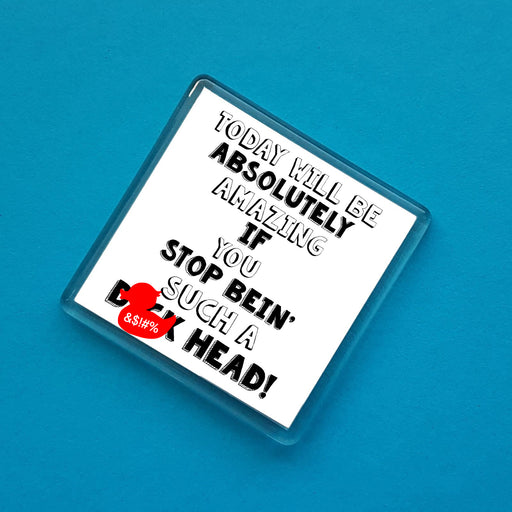 TODAY WILL BE
ABSOLUTELY
AMAZING
IF
YOU
STOP BEIN'
SUCH A
D&$!#%K HEAD!